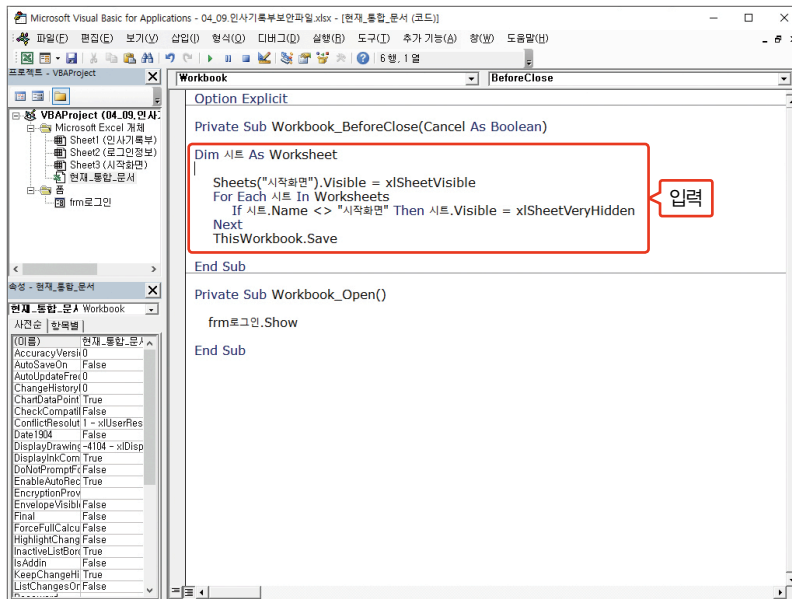 Microsoft Visual Basic for Applications - 04_09.인사기록부보안파일.xlsx - [현재_통합_문서 (코드)]
파일(F) 편집(E) 보기(V) 삽입(I) 형식(O) 디버그(D) 실행(R) 도구(T) 추가 기능(A) 창(W) 도움말(H)
6행, 1열
프로젝트 - VBAProject
VBAProject (04_09.인사
Microsoft Excel 개체
Sheet1 (인사기록부)
Sheet2 (로그인정보)
Sheet3 (시작화면)
현재_통합_문서
폼
frm로그인
속성 - 현재_통합_문서
현재_통합_문서 Workbook
사전순 항목별
(이름) 현재_통합_문
AccuracyVersi 0
AutoSaveOn False
AutoUpdateFre 0
ChangeHistory 0
ChartDataPoint True
CheckCompati False
ConflictResolut 1 - xlUserRes
Date1904 False
DisplayDrawing -4104 - xlDisp
DisplayInkCom True
DoNotPromptFo False
EnableAutoRec True
EncryptionProv
EnvelopeVisibl False
Final False
ForceFullCalcu False
HighlightChang False
InactiveListBor True
IsAddin False
KeepChangeHi True
ListChangesOr False
Workbook BeforeClose
Option Explicit
Private Sub Workbook_BeforeClose(Cancel As Boolean)
Dim 시트 As Worksheet
Sheets("시작화면").Visible = xlSheetVisible
For Each 시트 In Worksheets
If 시트.Name <> "시작화면" Then 시트.Visible = xlSheetVeryHidden
Next
ThisWorkbook.Save
입력
End Sub
Private Sub Workbook_Open()
frm로그인.Show
End Sub